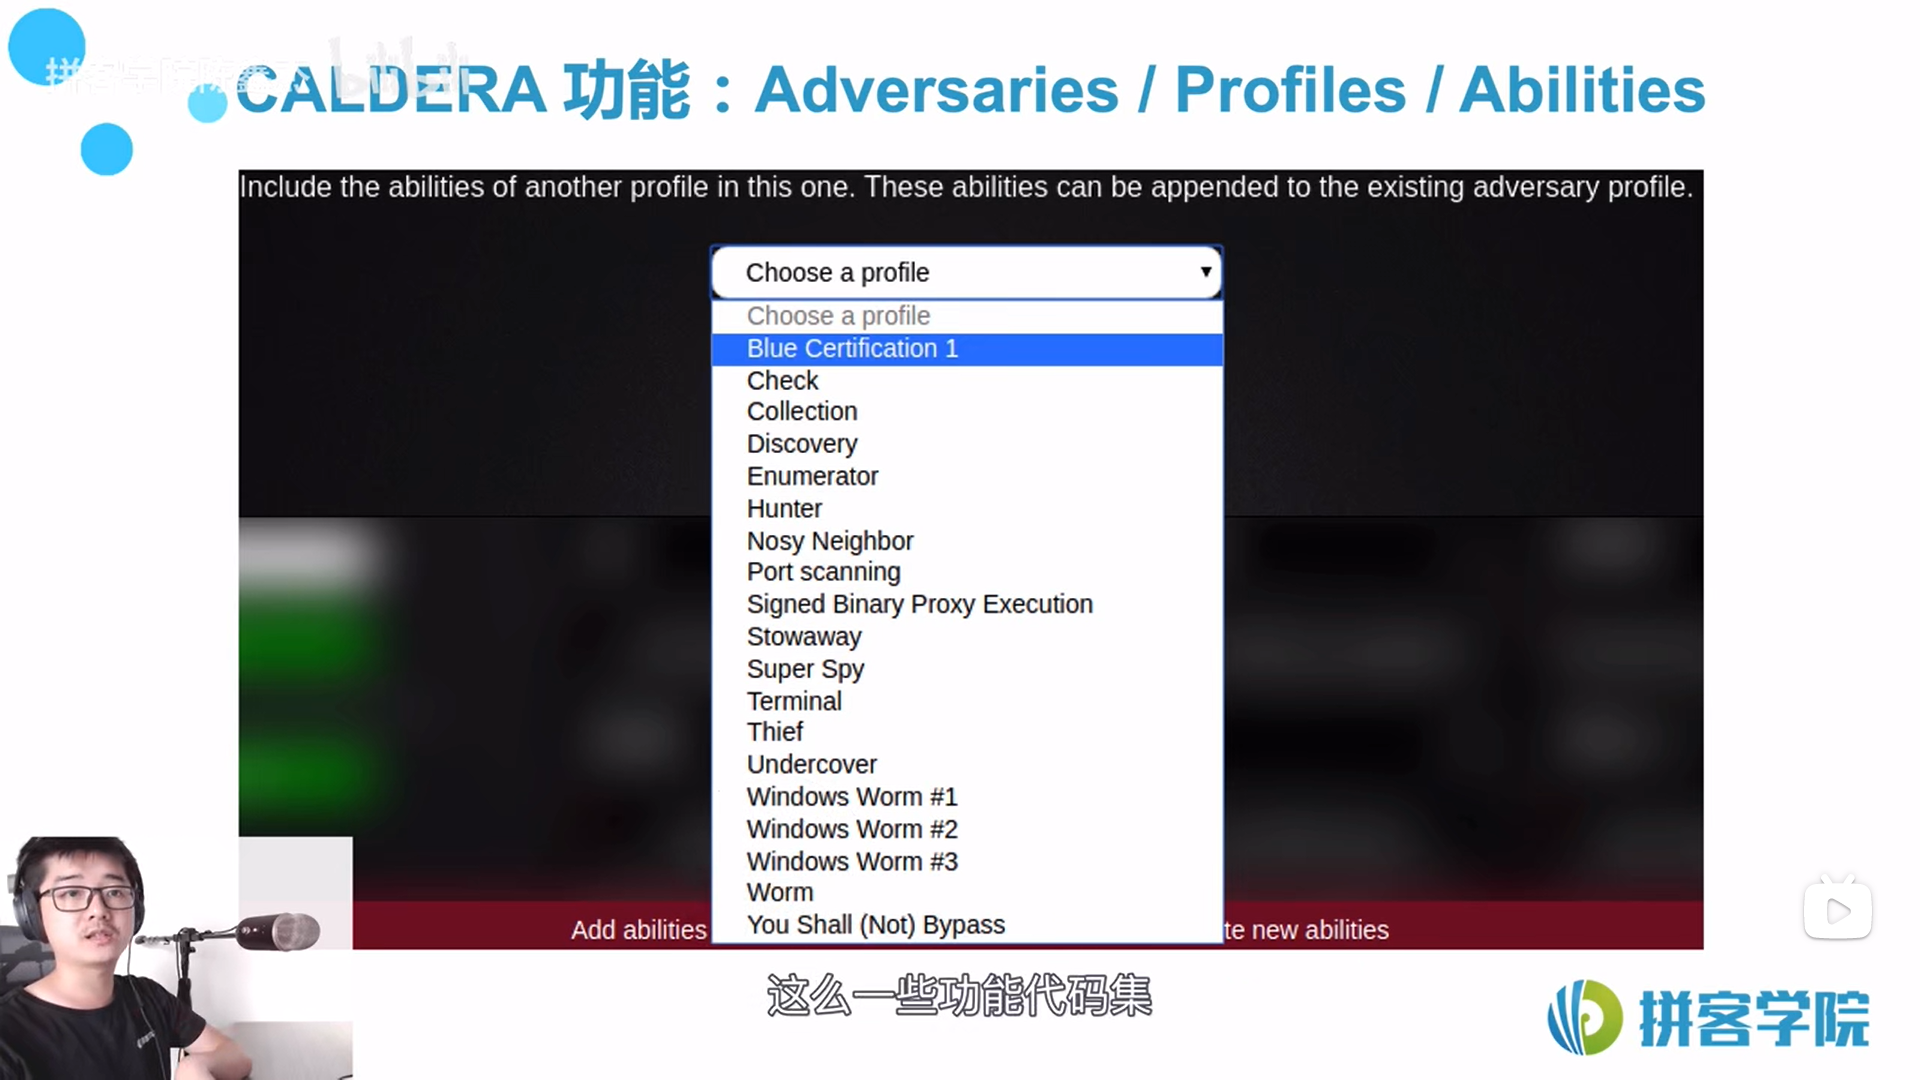 CALDERA 功能：Adversaries / Profiles / Abilities
Include the abilities of another profile in this one. These abilities can be appended to the existing adversary profile.
Choose a profile
Choose a profile
Blue Certification 1
Check
Collection
Discovery
Enumerator
Hunter
Nosy Neighbor
Port scanning
Signed Binary Proxy Execution
Stowaway
Super Spy
Terminal
Thief
Undercover
Windows Worm #1
Windows Worm #2
Windows Worm #3
Worm
You Shall (Not) Bypass
Add abilities
te new abilities
这么一些功能代码集
拼客学院